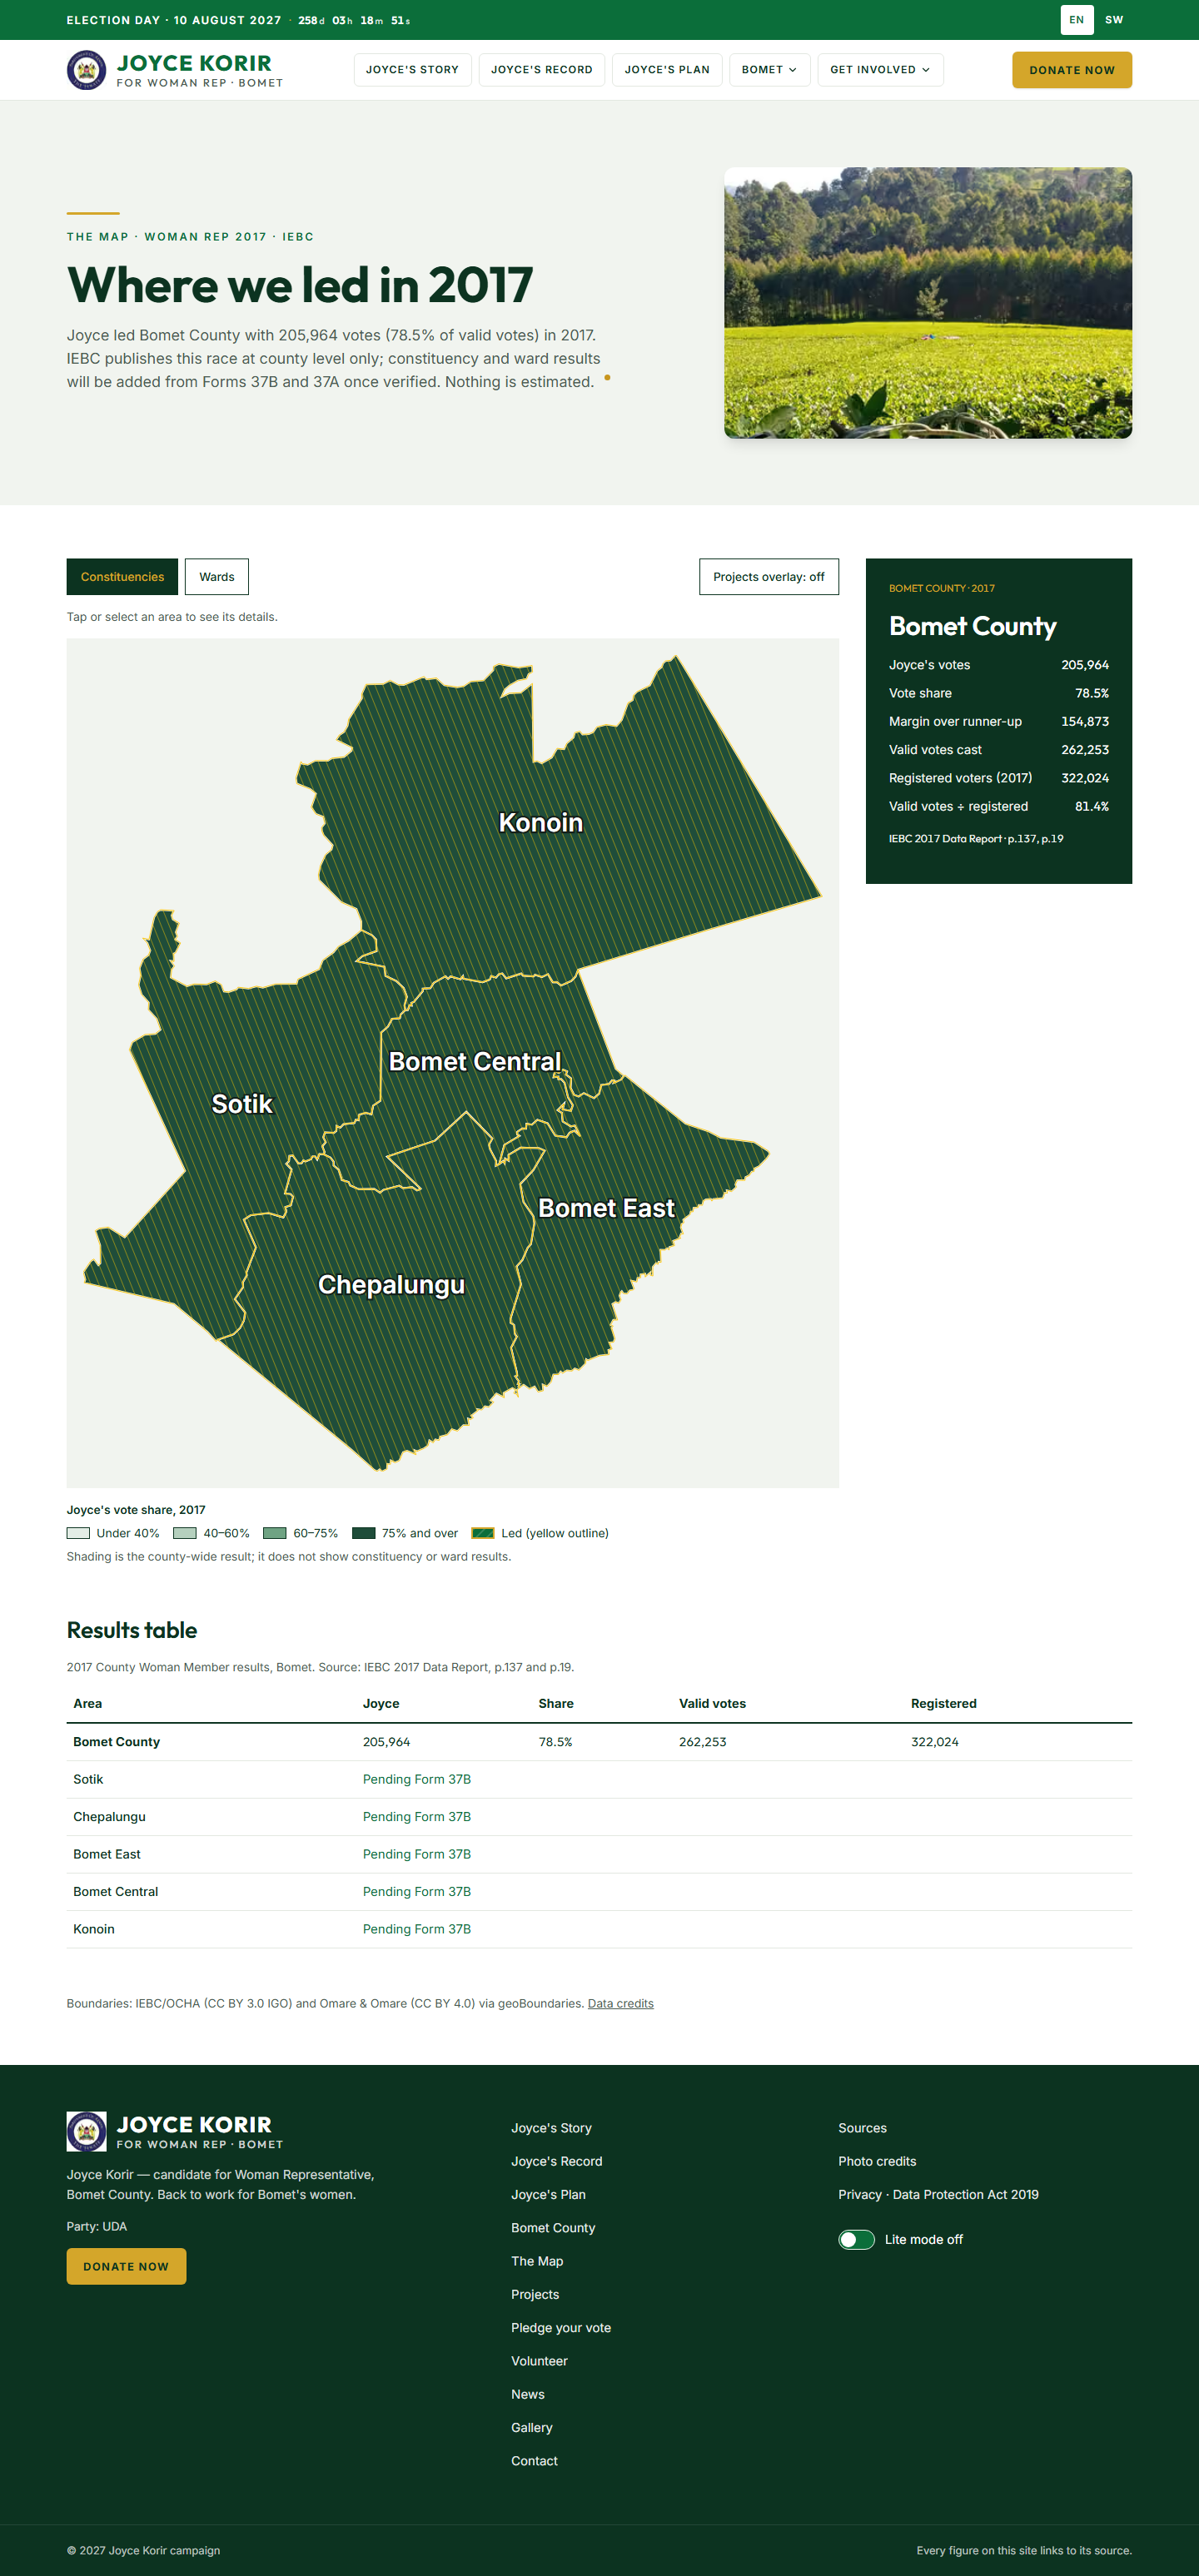 ELECTION DAY · 10 AUGUST 2027 · 258d 03h 18m 51s
EN SW
JOYCE KORIR
FOR WOMAN REP · BOMET
JOYCE'S STORY
JOYCE'S RECORD
JOYCE'S PLAN
BOMET
GET INVOLVED
DONATE NOW
THE MAP · WOMAN REP 2017 · IEBC
Where we led in 2017
Joyce led Bomet County with 205,964 votes (78.5% of valid votes) in 2017.
IEBC publishes this race at county level only; constituency and ward results
will be added from Forms 37B and 37A once verified. Nothing is estimated.
Constituencies
Wards
Projects overlay: off
Tap or select an area to see its details.
Konoin
Bomet Central
Sotik
Bomet East
Chepalungu
BOMET COUNTY · 2017
Bomet County
Joyce's votes 205,964
Vote share 78.5%
Margin over runner-up 154,873
Valid votes cast 262,253
Registered voters (2017) 322,024
Valid votes ÷ registered 81.4%
IEBC 2017 Data Report · p.137, p.19
Joyce's vote share, 2017
Under 40% 40–60% 60–75% 75% and over Led (yellow outline)
Shading is the county-wide result; it does not show constituency or ward results.
Results table
2017 County Woman Member results, Bomet. Source: IEBC 2017 Data Report, p.137 and p.19.
Area Joyce Share Valid votes Registered
Bomet County 205,964 78.5% 262,253 322,024
Sotik Pending Form 37B
Chepalungu Pending Form 37B
Bomet East Pending Form 37B
Bomet Central Pending Form 37B
Konoin Pending Form 37B
Boundaries: IEBC/OCHA (CC BY 3.0 IGO) and Omare & Omare (CC BY 4.0) via geoBoundaries. Data credits
JOYCE KORIR
FOR WOMAN REP · BOMET
Joyce Korir — candidate for Woman Representative,
Bomet County. Back to work for Bomet's women.
Party: UDA
DONATE NOW
Joyce's Story
Joyce's Record
Joyce's Plan
Bomet County
The Map
Projects
Pledge your vote
Volunteer
News
Gallery
Contact
Sources
Photo credits
Privacy · Data Protection Act 2019
Lite mode off
© 2027 Joyce Korir campaign
Every figure on this site links to its source.